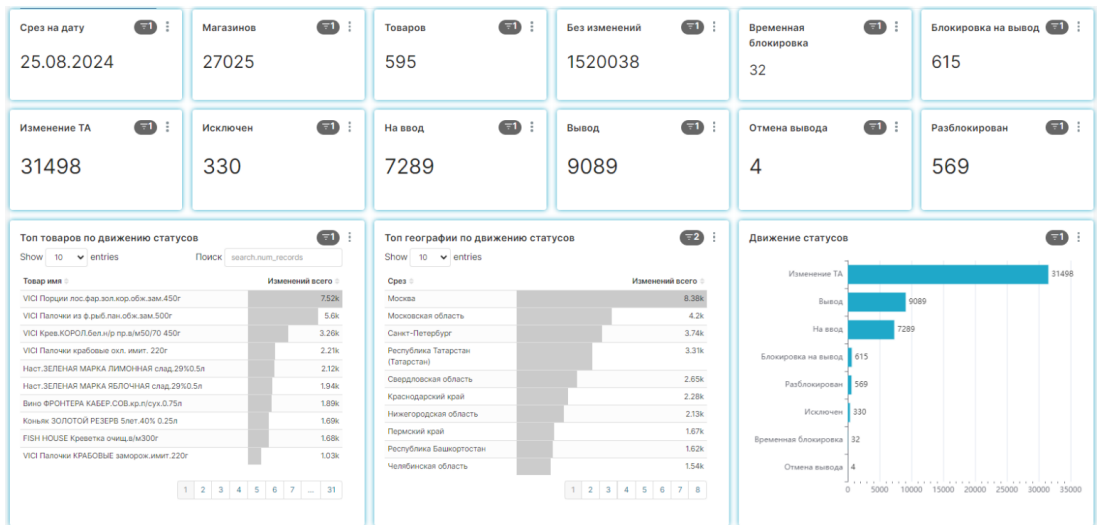 Срез на дату 1
25.08.2024
Магазинов 1
27025
Товаров 1
595
Без изменений 1
1520038
Временная 1
блокировка
32
Блокировка на вывод 1
615
Изменение ТА 1
31498
Исключен 1
330
На ввод 1
7289
Вывод 1
9089
Отмена вывода 1
4
Разблокирован 1
569
Топ товаров по движению статусов 1
Show 10 entries Поиск search.num_records
Товар имя Изменений всего
VICI Порции лос.фар.зол.кор.обж.зам.450г 7.52k
VICI Палочки из ф.рыб.пан.обж.зам.500г 5.6k
VICI Крев.КОРОЛ.бел.н/р пр.в/м50/70 450г 3.26k
VICI Палочки крабовые охл. имит. 220г 2.21k
Наст.ЗЕЛЕНАЯ МАРКА ЛИМОННАЯ слад.29%0.5л 2.12k
Наст.ЗЕЛЕНАЯ МАРКА ЯБЛОЧНАЯ слад.29%0.5л 1.94k
Вино ФРОНТЕРА КАБЕР.СОВ.кр.п/сух.0.75л 1.89k
Коньяк ЗОЛОТОЙ РЕЗЕРВ 5лет.40% 0.25л 1.69k
FISH HOUSE Креветка очищ.в/м300г 1.68k
VICI Палочки КРАБОВЫЕ заморож.имит.220г 1.03k
1 2 3 4 5 6 7 ... 31
Топ географии по движению статусов 2
Show 10 entries
Срез Изменений всего
Москва 8.38k
Московская область 4.2k
Санкт-Петербург 3.74k
Республика Татарстан 3.31k
(Татарстан)
Свердловская область 2.65k
Краснодарский край 2.28k
Нижегородская область 2.13k
Пермский край 1.67k
Республика Башкортостан 1.62k
Челябинская область 1.54k
1 2 3 4 5 6 7 8
Движение статусов 1
Изменение ТА 31498
Вывод 9089
На ввод 7289
Блокировка на вывод 615
Разблокирован 569
Исключен 330
Временная блокировка 32
Отмена вывода 4
0 5000 10000 15000 20000 25000 30000 35000